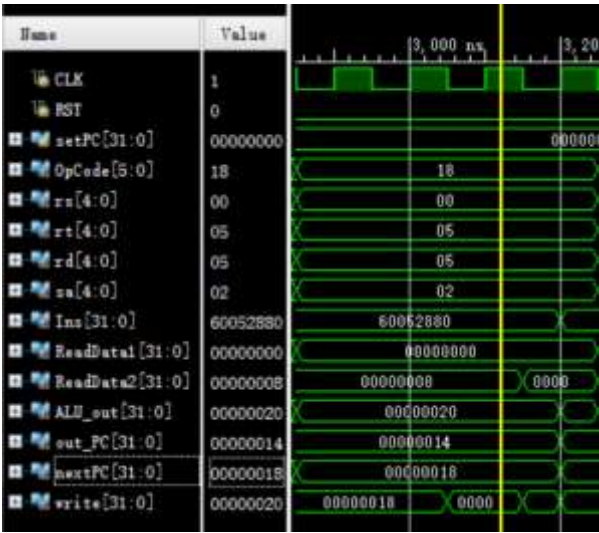 Name Value
3,000 ns 3,20
CLK 1
RST 0
setPC[31:0] 00000000 000000
OpCode[5:0] 18 18
rs[4:0] 00 00
rt[4:0] 05 05
rd[4:0] 05 05
sa[4:0] 02 02
Ins[31:0] 60052880 60052880
ReadData1[31:0] 00000000 00000000
ReadData2[31:0] 00000008 00000008 0000
ALU_out[31:0] 00000020 00000020
out_PC[31:0] 00000014 00000014
nextPC[31:0] 00000018 00000018
write[31:0] 00000020 00000018 0000